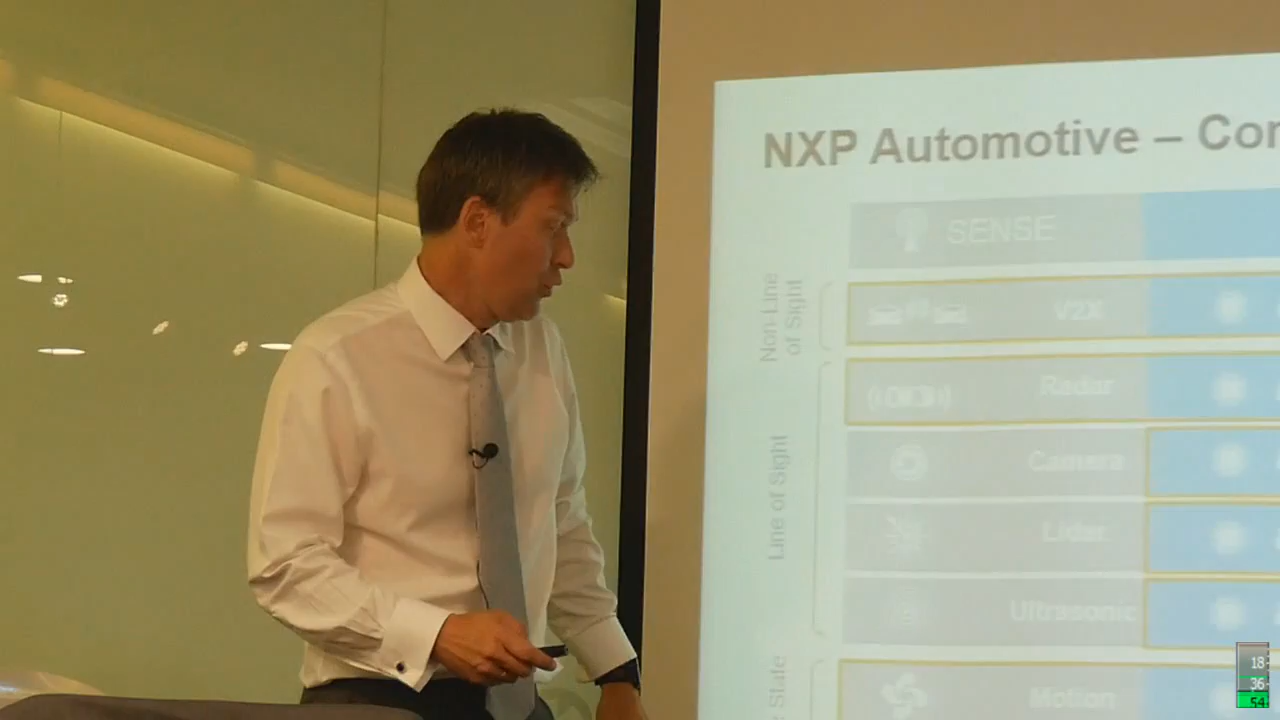 NXP Automotive – Co
SENSE
Non-Line
of Sight
V2X
Radar
Line of Sight
Camera
Lidar
Ultrasonic
Motion
State
18
36
54